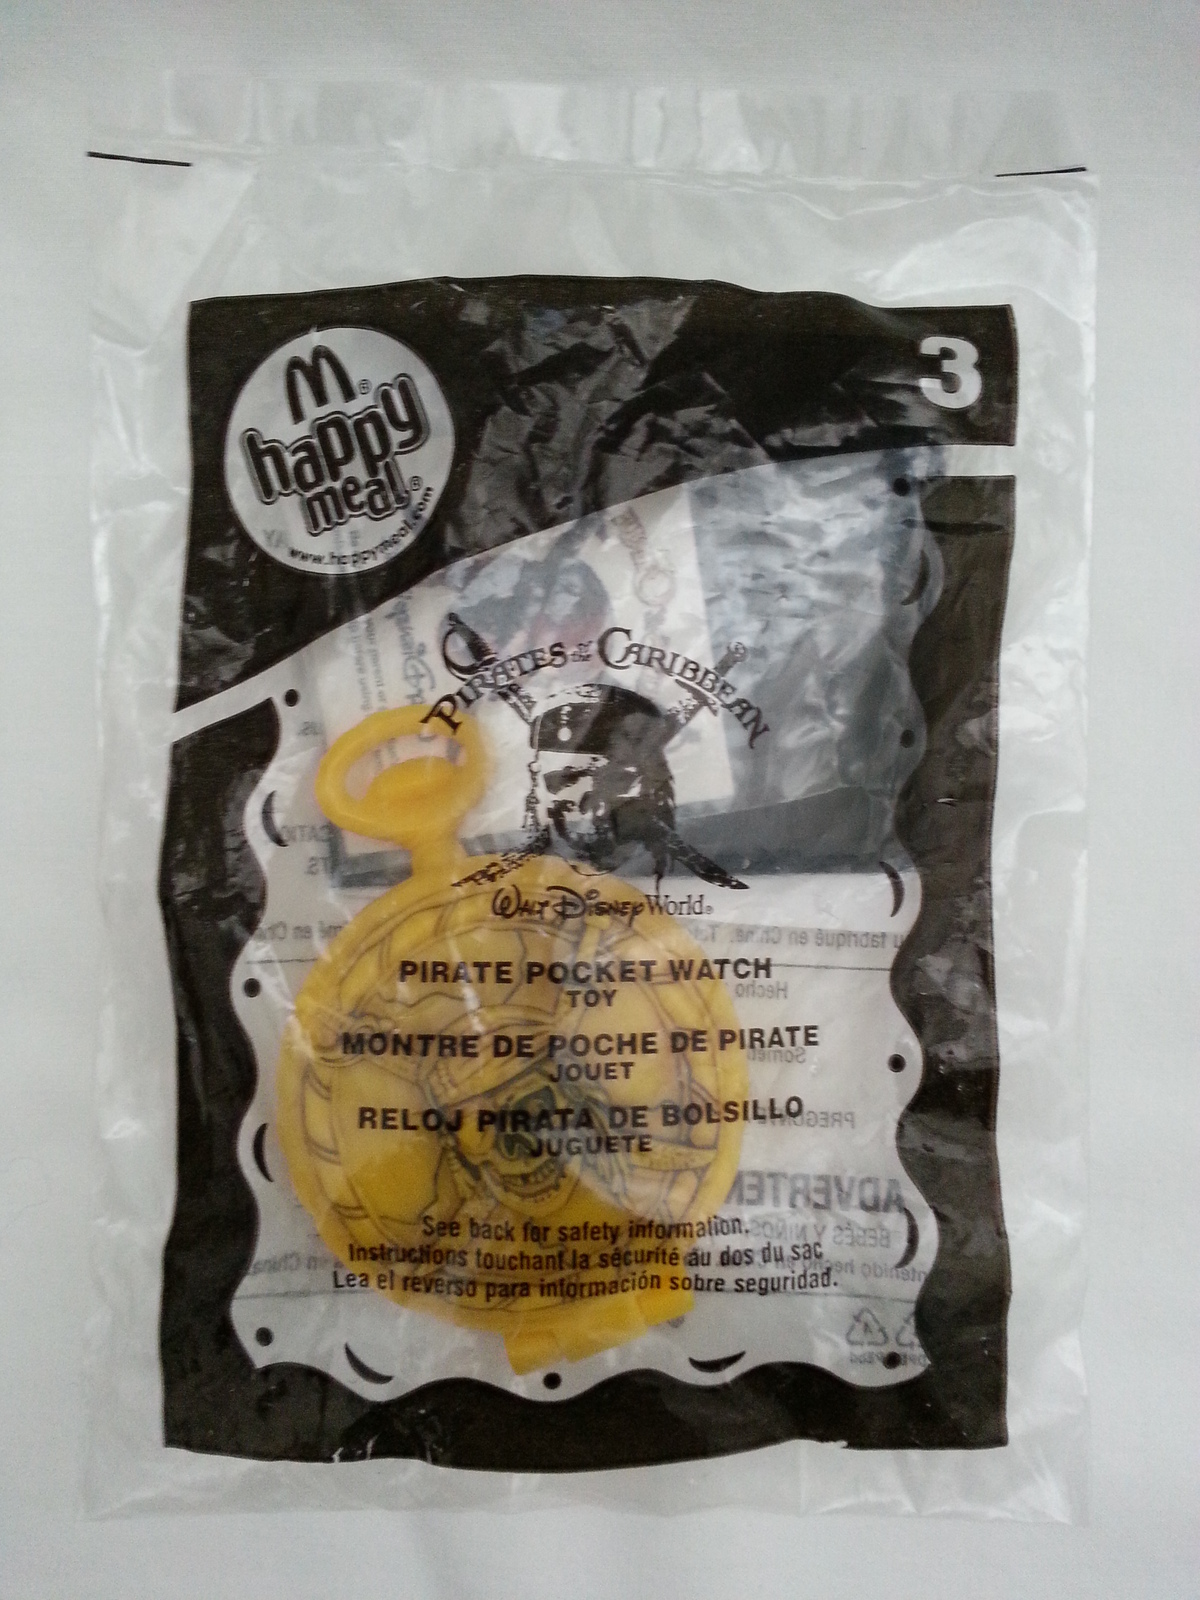 3
M®
happy
meal®
www.happymeal.com
PIRATES of the CARIBBEAN
WALT DISNEY World®
PIRATE POCKET WATCH
TOY
MONTRE DE POCHE DE PIRATE
JOUET
RELOJ PIRATA DE BOLSILLO
JUGUETE
See back for safety information.
Instructions touchant la sécurité au dos du sac
Lea el reverso para información sobre seguridad.